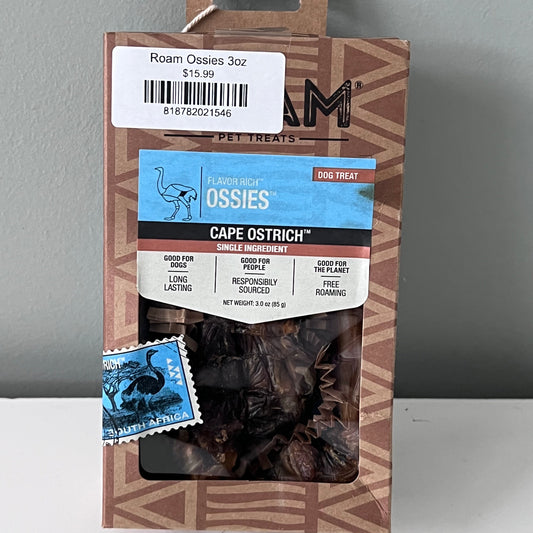 Roam Ossies 3oz
$15.99
818782021546
AM®
PET TREATS
FLAVOR RICH™
OSSIES™
DOG TREAT
CAPE OSTRICH™
SINGLE INGREDIENT
GOOD FOR
DOGS
LONG
LASTING
GOOD FOR
PEOPLE
RESPONSIBLY
SOURCED
GOOD FOR
THE PLANET
FREE
ROAMING
NET WEIGHT: 3.0 oz (85 g)
RICH™
SOUTH AFRICA